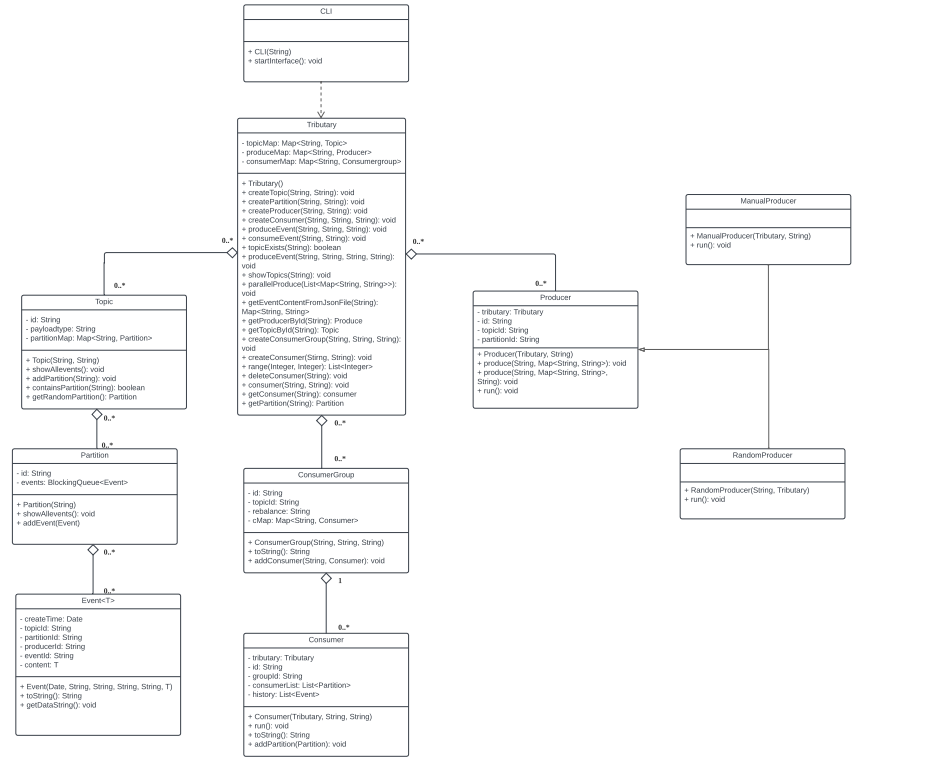 CLI
+ CLI(String)
+ startInterface(): void
Tributary
- topicMap: Map<String, Topic>
- produceMap: Map<String, Producer>
- consumerMap: Map<String, Consumergroup>
+ Tributary()
+ createTopic(String, String): void
+ createPartition(String, String): void
+ createProducer(String, String): void
+ createConsumer(String, String, String): void
+ produceEvent(String, String, String): void
+ consumeEvent(String, String): void
+ topicExists(String): boolean
+ produceEvent(String, String, String, String):
void
+ showTopics(String): void
+ parallelProduce(List<Map<String, String>>):
void
+ getEventContentFromJsonFile(String):
Map<String, String>
+ getProducerById(String): Produce
+ getTopicById(String): Topic
+ createConsumerGroup(String, String, String):
void
+ createConsumer(String, String): void
+ range(Integer, Integer): List<Integer>
+ deleteConsumer(String): void
+ consumer(String, String): void
+ getConsumer(String): consumer
+ getPartition(String): Partition
0..*
0..*
0..*
0..*
0..*
0..*
Topic
- id: String
- payloadtype: String
- partitionMap: Map<String, Partition>
+ Topic(String, String)
+ showAllevents(): void
+ addPartition(String): void
+ containsPartition(String): boolean
+ getRandomPartition(): Partition
0..*
0..*
Partition
- id: String
- events: BlockingQueue<Event>
+ Partition(String)
+ showAllevents(): void
+ addEvent(Event)
0..*
0..*
Event<T>
- createTime: Date
- topicId: String
- partitionId: String
- producerId: String
- eventId: String
- content: T
+ Event(Date, String, String, String, String, T)
+ toString(): String
+ getDataString(): void
ConsumerGroup
- id: String
- topicId: String
- rebalance: String
- cMap: Map<String, Consumer>
+ ConsumerGroup(String, String, String)
+ toString(): String
+ addConsumer(String, Consumer): void
1
0..*
Consumer
- tributary: Tributary
- id: String
- groupId: String
- consumerList: List<Partition>
- history: List<Event>
+ Consumer(Tributary, String, String)
+ run(): void
+ toString(): String
+ addPartition(Partition): void
Producer
- tributary: Tributary
- id: String
- topicId: String
- partitionId: String
+ Producer(Tributary, String)
+ produce(String, Map<String, String>): void
+ produce(String, Map<String, String>,
String): void
+ run(): void
ManualProducer
+ ManualProducer(Tributary, String)
+ run(): void
RandomProducer
+ RandomProducer(String, Tributary)
+ run(): void